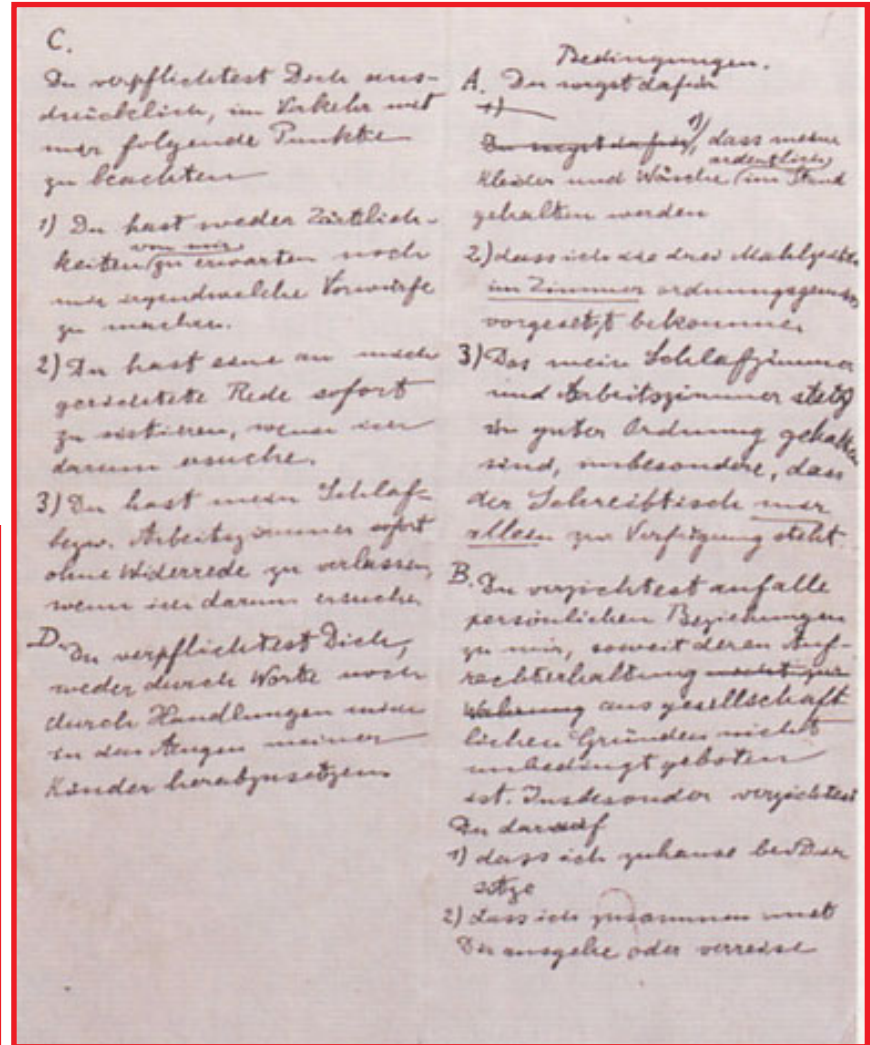 Bedingungen.
A. Du sorgst dafür
1)
Du sorgst dafür, 1) dass meine
Kleider und Wäsche ordentlich im Stand
gehalten werden
2) dass ich die drei Mahlzeiten
im Zimmer ordnungsgemäss
vorgesetzt bekomme.
3) Das mein Schlafzimmer
und Arbeitszimmer stets
in guter Ordnung gehalten
sind, insbesondere, dass
der Schreibtisch mir
allein zur Verfügung steht.
B. Du verzichtest auf alle
persönlichen Beziehungen
zu mir, soweit deren Auf-
rechterhaltung nicht zur
Wahrung aus gesellschaft-
lichen Gründen nicht
unbedingt geboten
ist. Insbesonder verzichtest
Du darauf
1) dass ich zuhause bei Dir
sitze
2) dass ich zusammen mit
Dir ausgehe oder verreise
C.
Du verpflichtest Dich aus-
drücklich, im Verkehr mit
mir folgende Punkte
zu beachten
1) Du hast weder Zärtlich-
keiten von mir zu erwarten noch
mir irgendwelche Vorwürfe
zu machen.
2) Du hast eine an mich
gerichtete Rede sofort
zu sistieren, wenn ich
darum ersuche.
3) Du hast mein Schlaf-
bezw. Arbeitszimmer sofort
ohne Widerrede zu verlassen,
wenn ich darum ersuche.
D. Du verpflichtest Dich,
weder durch Worte noch
durch Handlungen mich
in den Augen meiner
Kinder herabzusetzen.